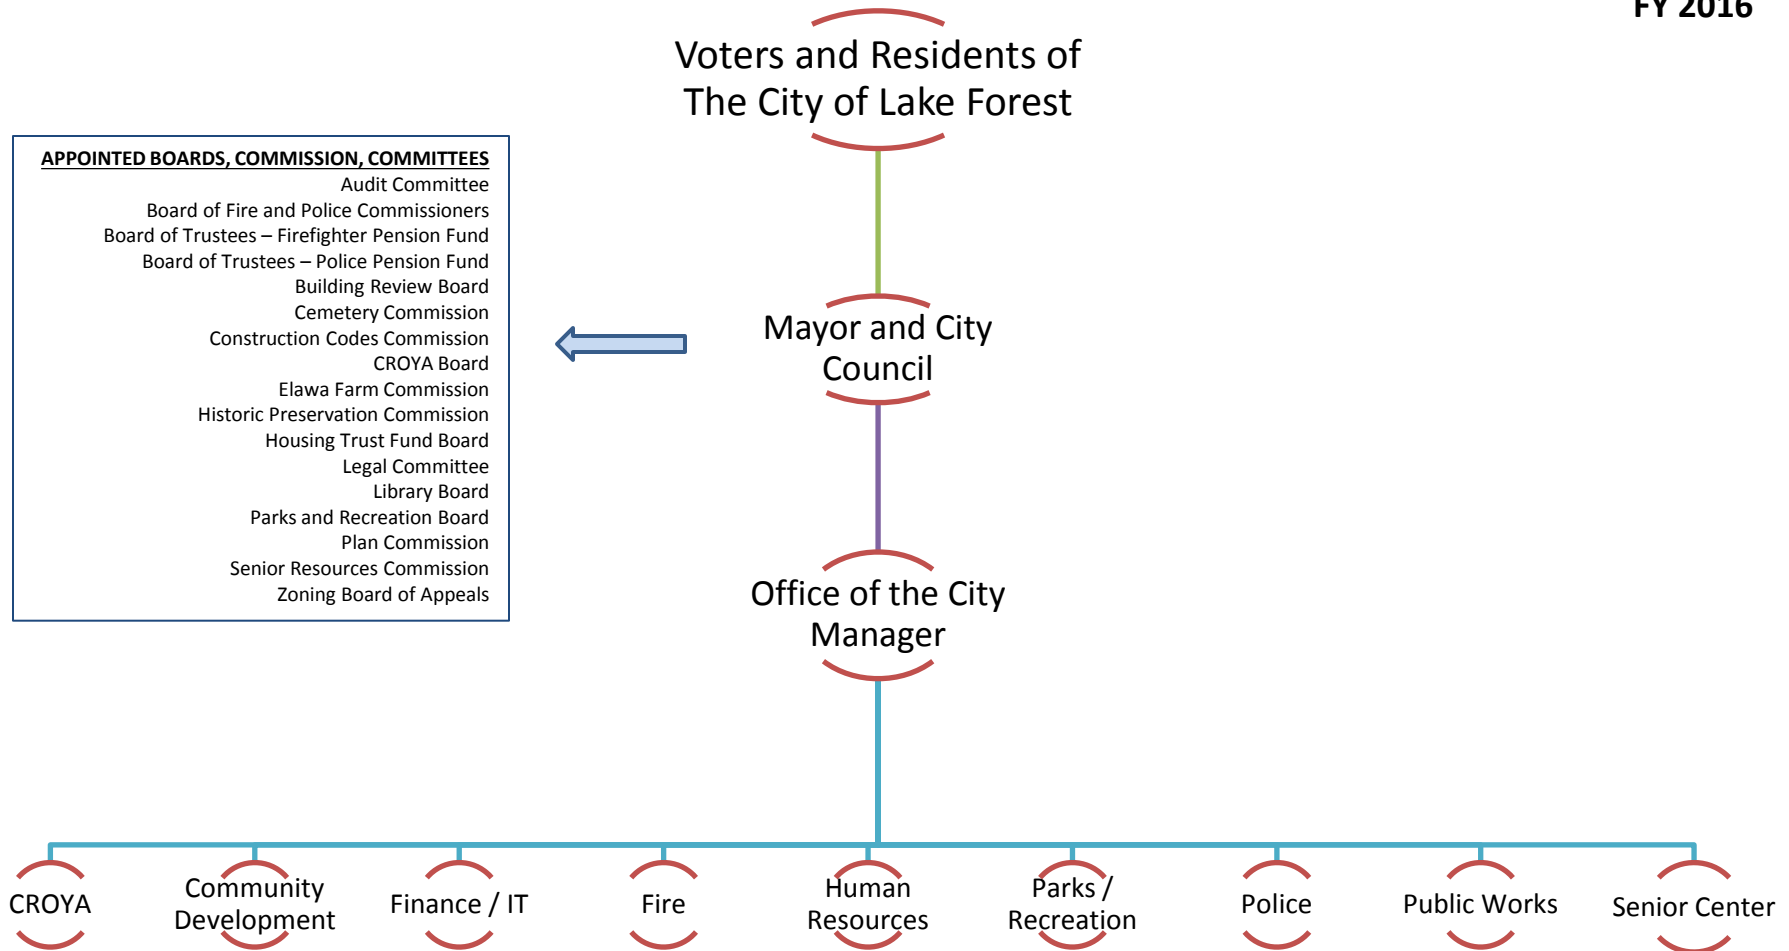 FY 2016
Voters and Residents of
The City of Lake Forest
APPOINTED BOARDS, COMMISSION, COMMITTEES
Audit Committee
Board of Fire and Police Commissioners
Board of Trustees – Firefighter Pension Fund
Board of Trustees – Police Pension Fund
Building Review Board
Cemetery Commission
Construction Codes Commission
CROYA Board
Elawa Farm Commission
Historic Preservation Commission
Housing Trust Fund Board
Legal Committee
Library Board
Parks and Recreation Board
Plan Commission
Senior Resources Commission
Zoning Board of Appeals
Mayor and City
Council
Office of the City
Manager
CROYA
Community
Development
Finance / IT
Fire
Human
Resources
Parks /
Recreation
Police
Public Works
Senior Center